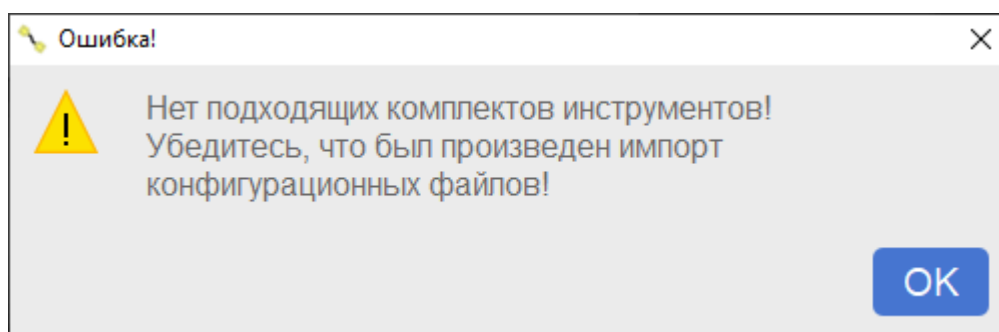 Ошибка!
Нет подходящих комплектов инструментов!
Убедитесь, что был произведен импорт
конфигурационных файлов!
OK